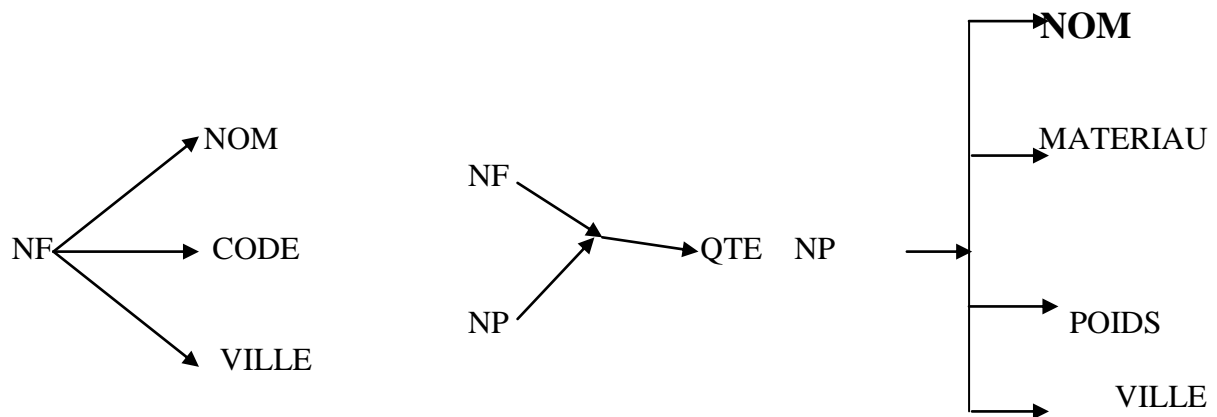 NOM
NOM
MATERIAU
NF
NF
CODE
QTE
NP
NP
POIDS
VILLE
VILLE